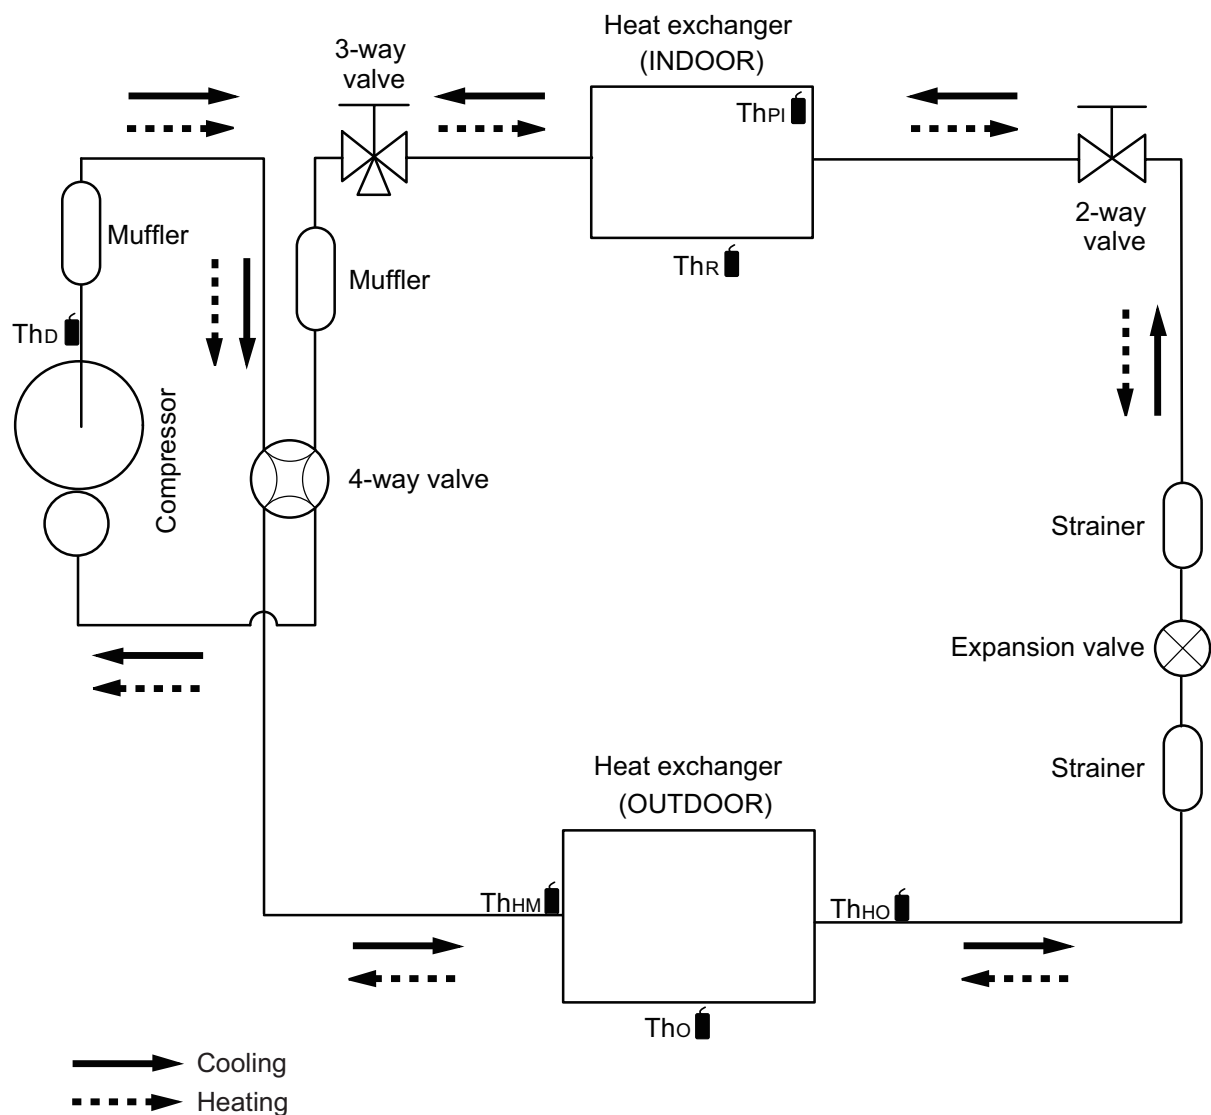 Heat exchanger
(INDOOR)
3-way
valve
ThPI
Muffler
2-way
valve
ThR
Muffler
ThD
Compressor
4-way valve
Strainer
Expansion valve
Strainer
Heat exchanger
(OUTDOOR)
ThHM
ThHO
ThO
Cooling
Heating